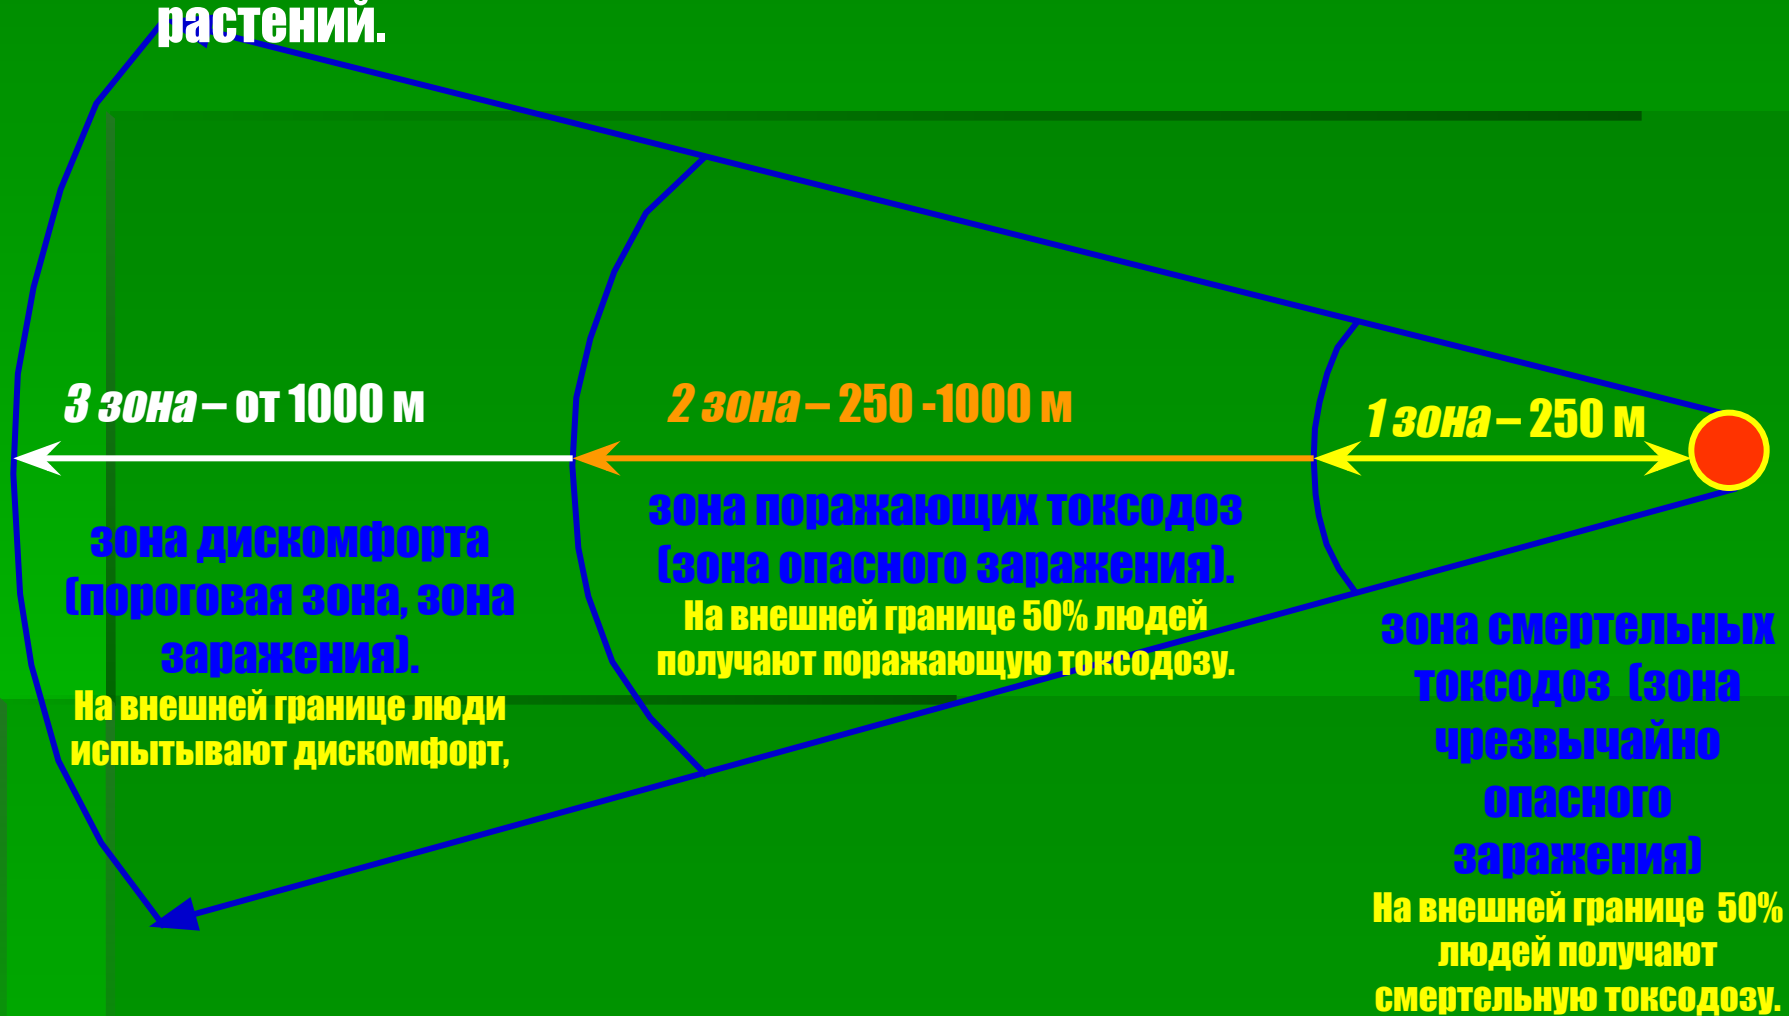 растений.
3 зона – от 1000 м
2 зона – 250 -1000 м
1 зона – 250 м
зона дискомфорта
(пороговая зона, зона
заражения).
На внешней границе люди
испытывают дискомфорт,
зона поражающих токсодоз
(зона опасного заражения).
На внешней границе 50% людей
получают поражающую токсодозу.
зона смертельных
токсодоз (зона
чрезвычайно
опасного
заражения)
На внешней границе 50%
людей получают
смертельную токсодозу.